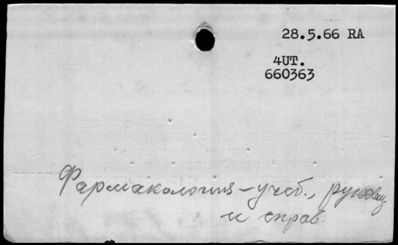 28.5.66 RA
4UT.
660363
Фармакология - учеб., руковод.
и справ.